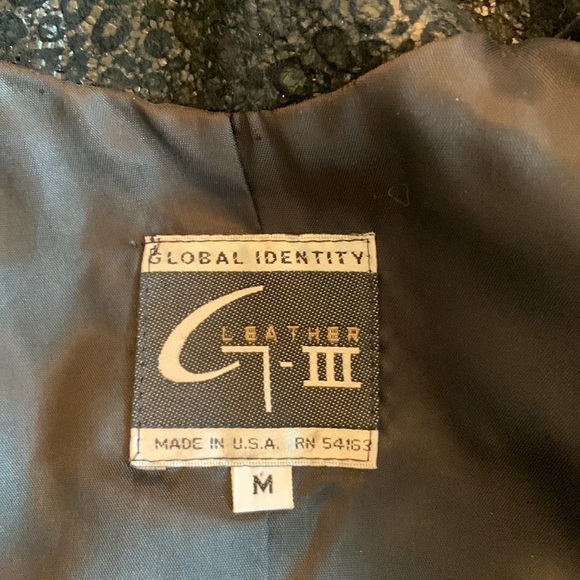 GLOBAL IDENTITY
LEATHER
G-III
MADE IN U.S.A. RN 54163
M